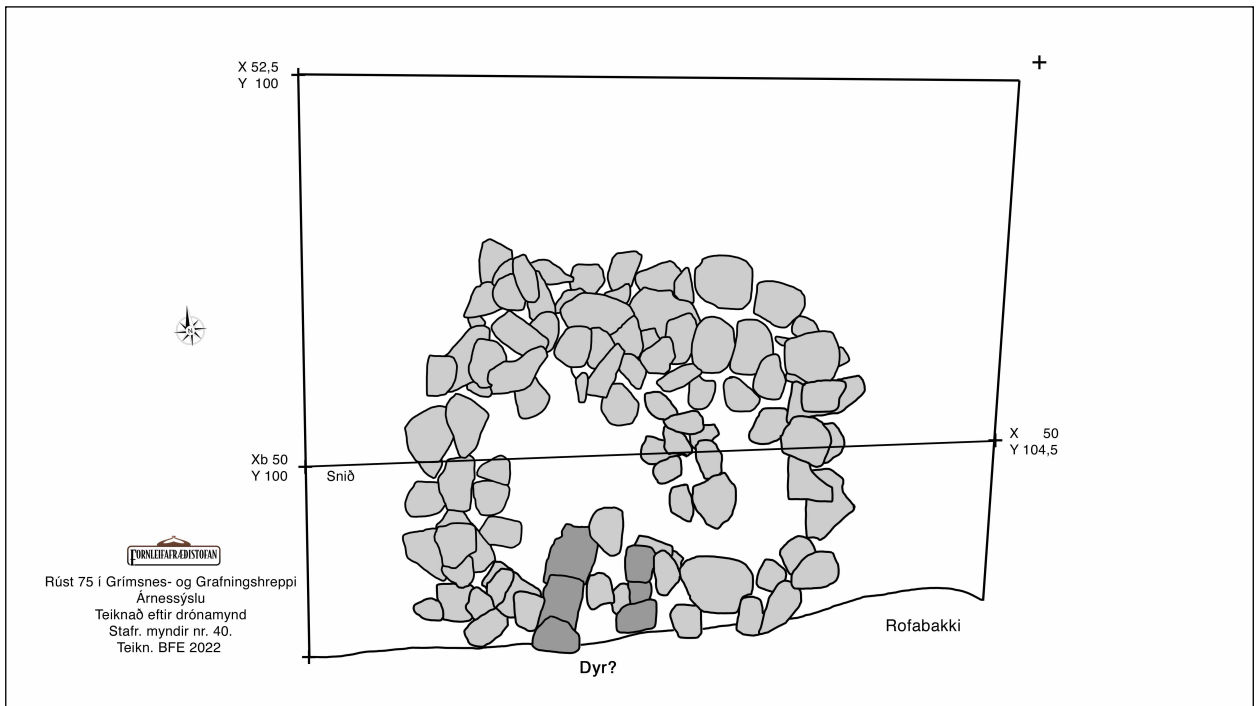 X 52,5
Y 100
X 50
Y 104,5
Xb 50
Y 100
Snið
FORNLEIFAFRÆÐISTOFAN
Rúst 75 í Grímsnes- og Grafningshreppi
Árnessýslu
Teiknað eftir drónamynd
Stafr. myndir nr. 40.
Teikn. BFE 2022
Rofabakki
Dyr?
N